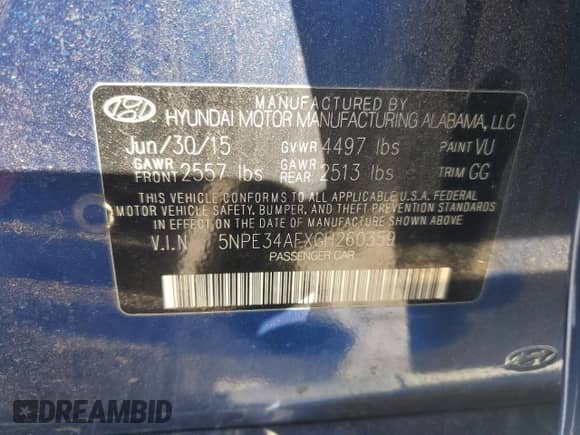 MANUFACTURED BY
HYUNDAI MOTOR MANUFACTURING ALABAMA, LLC
Jun/30/15 GVWR 4497 lbs PAINT VU
GAWR FRONT 2557 lbs GAWR REAR 2513 lbs TRIM GG
THIS VEHICLE CONFORMS TO ALL APPLICABLE U.S.A. FEDERAL
MOTOR VEHICLE SAFETY, BUMPER, AND THEFT PREVENTION STANDARDS
IN EFFECT ON THE DATE OF MANUFACTURE SHOWN ABOVE.
V.I.N 5NPE34AFXGH260359
PASSENGER CAR
DREAMBID